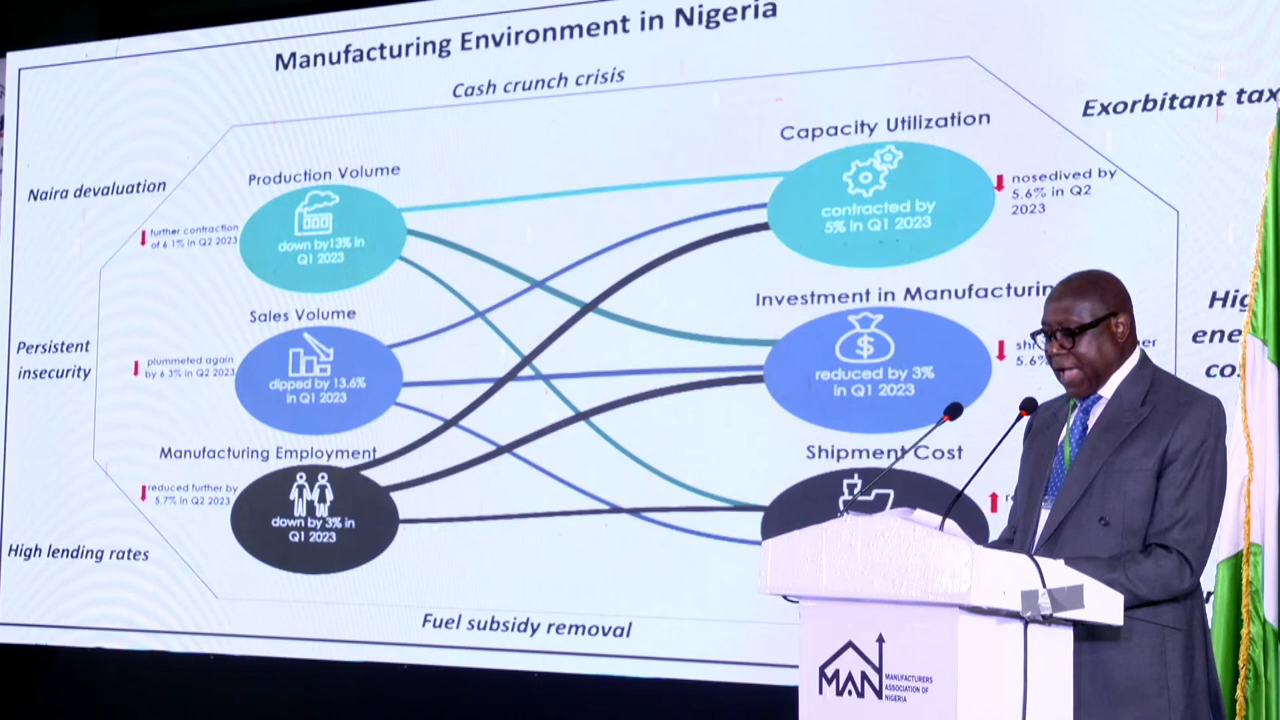 Manufacturing Environment in Nigeria
Cash crunch crisis
Exorbitant tax
Naira devaluation
Production Volume
further contraction
of 6.1% in Q2 2023
down by13% in
Q1 2023
Capacity Utilization
contracted by
5% in Q1 2023
nosedived by
5.6% in Q2
2023
Persistent
insecurity
Sales Volume
plummeted again
by 6.3% in Q2 2023
dipped by 13.6%
in Q1 2023
Investment in Manufacturin
reduced by 3%
in Q1 2023
5.6%
Manufacturing Employment
reduced further by
5.7% in Q2 2023
down by 3% in
Q1 2023
Shipment Cost
High lending rates
Fuel subsidy removal
MAN
MANUFACTURERS
ASSOCIATION OF
NIGERIA